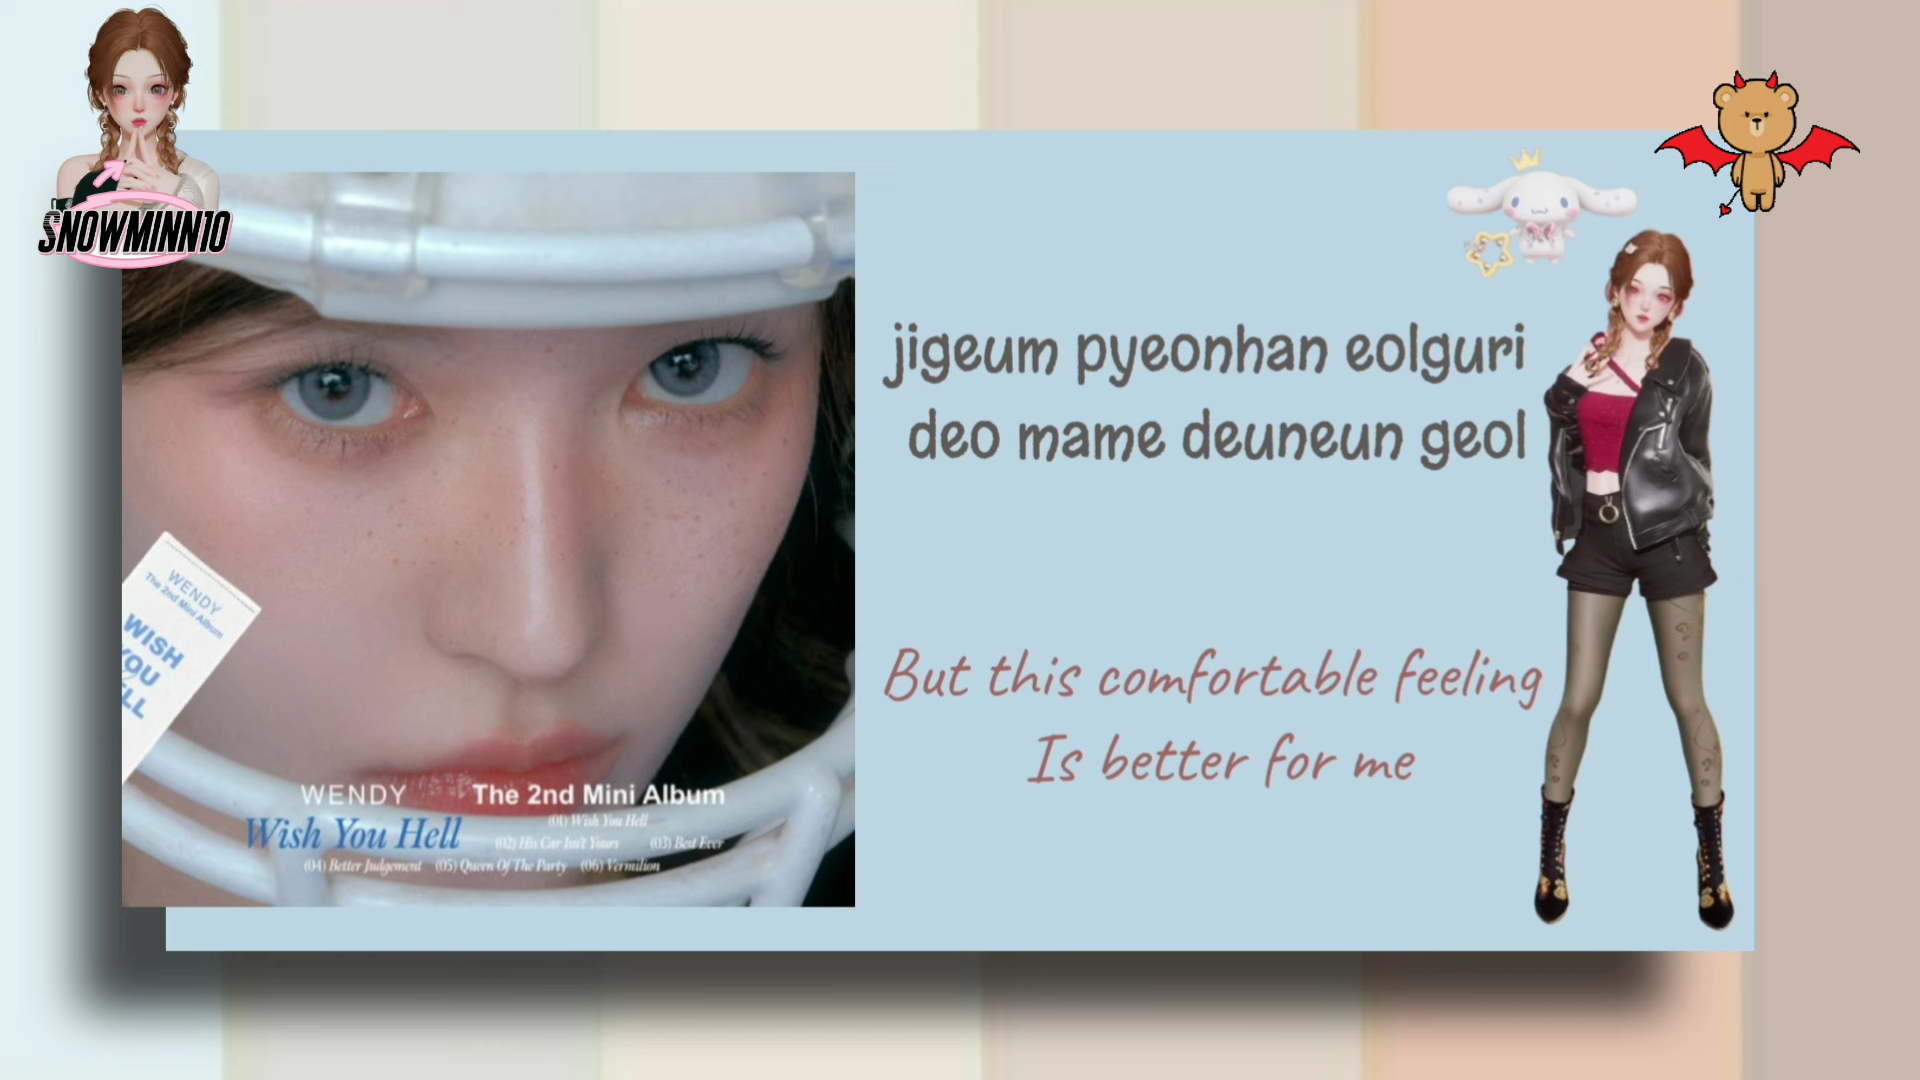 SNOWMINN10
jigeum pyeonhan eolguri
deo mame deuneun geol
But this comfortable feeling
Is better for me
WENDY
The 2nd Mini Album
WISH
YOU
ELL
WENDY The 2nd Mini Album
Wish You Hell
(01) Wish You Hell
(02) His Car Isn't Yours (03) Best Ever
(04) Better Judgement (05) Queen Of The Party (06) Vermilion